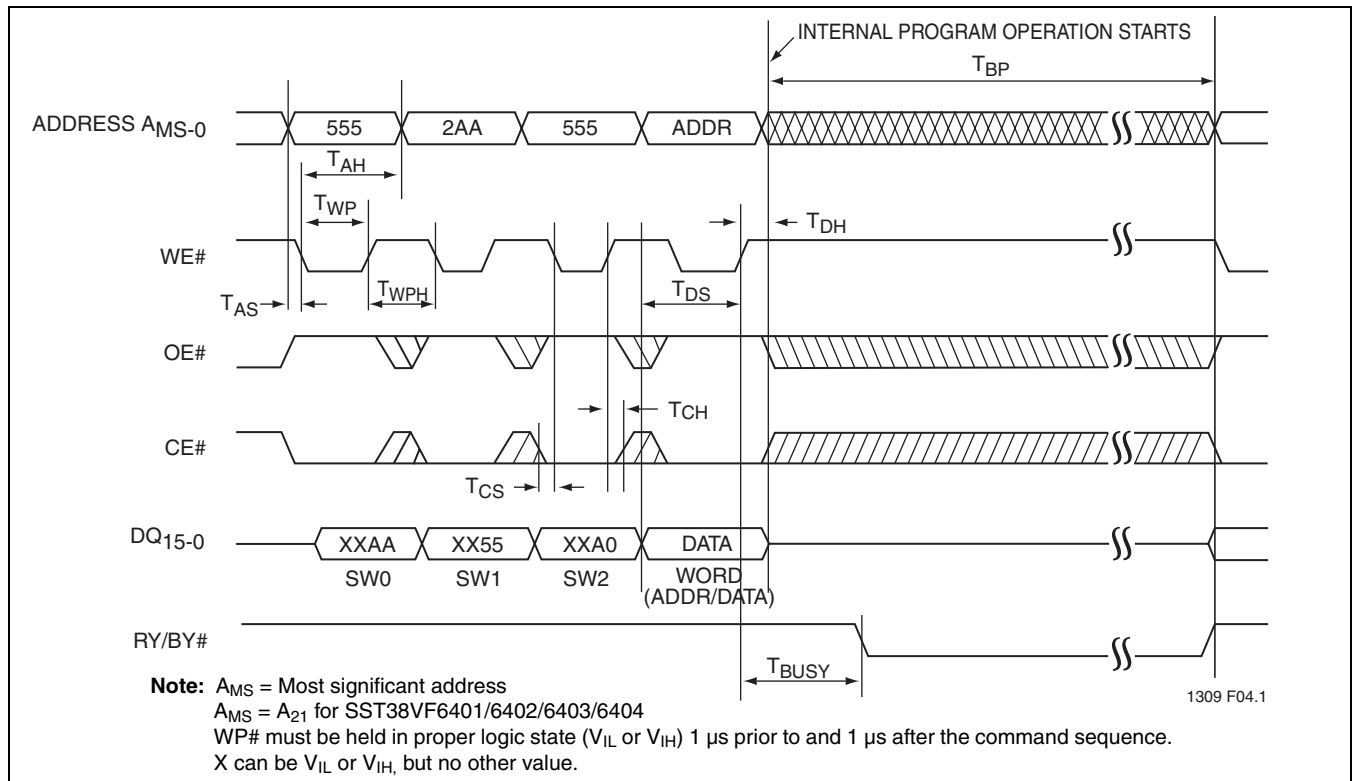 INTERNAL PROGRAM OPERATION STARTS
TBP
ADDRESS AMS-0
555
2AA
555
ADDR
TAH
TWP
TDH
WE#
TAS
TWPH
TDS
OE#
TCH
CE#
TCS
DQ15-0
XXAA
XX55
XXA0
DATA
SW0
SW1
SW2
WORD
(ADDR/DATA)
RY/BY#
TBUSY
1309 F04.1
Note: AMS = Most significant address
AMS = A21 for SST38VF6401/6402/6403/6404
WP# must be held in proper logic state (VIL or VIH) 1 µs prior to and 1 µs after the command sequence.
X can be VIL or VIH, but no other value.